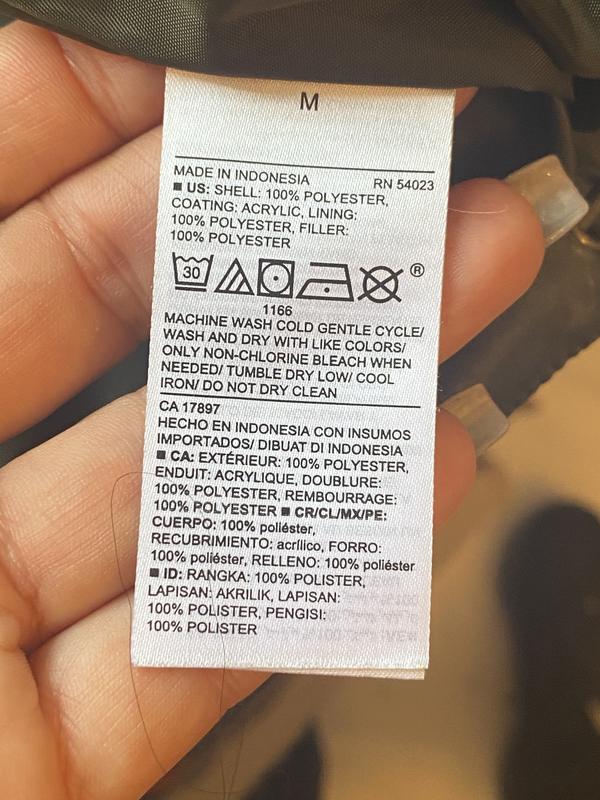 M
MADE IN INDONESIA RN 54023
■ US: SHELL: 100% POLYESTER,
COATING: ACRYLIC, LINING:
100% POLYESTER, FILLER:
100% POLYESTER
30 ®
1166
MACHINE WASH COLD GENTLE CYCLE/
WASH AND DRY WITH LIKE COLORS/
ONLY NON-CHLORINE BLEACH WHEN
NEEDED/ TUMBLE DRY LOW/ COOL
IRON/ DO NOT DRY CLEAN
CA 17897
HECHO EN INDONESIA CON INSUMOS
IMPORTADOS/ DIBUAT DI INDONESIA
■ CA: EXTÉRIEUR: 100% POLYESTER,
ENDUIT: ACRYLIQUE, DOUBLURE:
100% POLYESTER, REMBOURRAGE:
100% POLYESTER ■ CR/CL/MX/PE:
CUERPO: 100% poliéster,
RECUBRIMIENTO: acrílico, FORRO:
100% poliéster, RELLENO: 100% poliéster
■ ID: RANGKA: 100% POLISTER,
LAPISAN: AKRILIK, LAPISAN:
100% POLISTER, PENGISI:
100% POLISTER